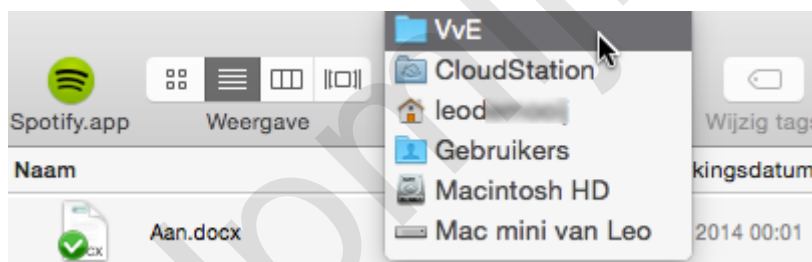 VvE
CloudStation
leod
Gebruikers
Macintosh HD
Mac mini van Leo
Spotify.app
Weergave
Wijzig tags
Naam
kingsdatum
Aan.docx
2014 00:01